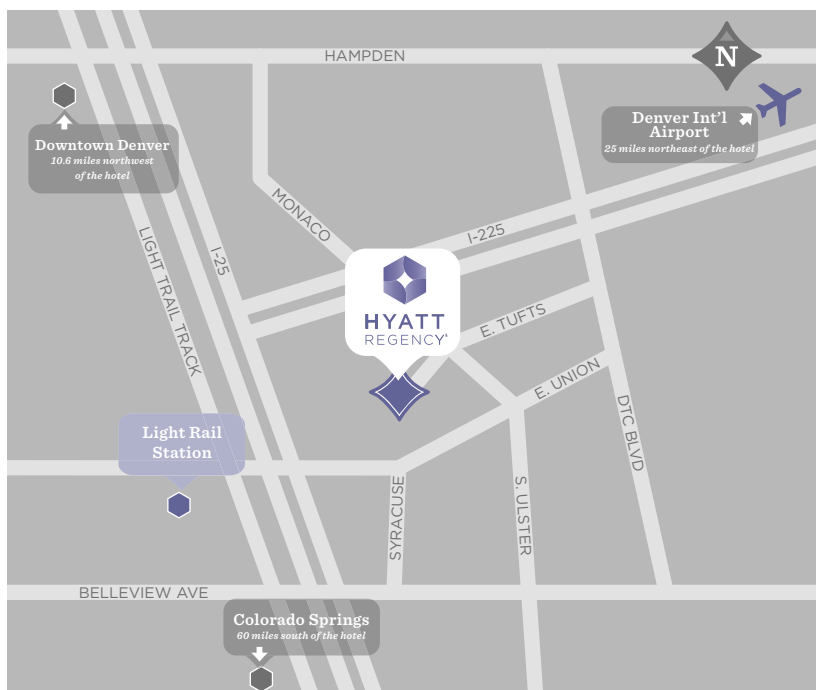 HAMPDEN
N
Denver Int'l
Airport
25 miles northeast of the hotel
Downtown Denver
10.6 miles northwest
of the hotel
MONACO
I-225
I-25
LIGHT TRAIL TRACK
HYATT
REGENCY
E. TUFTS
E. UNION
DTC BLVD
Light Rail
Station
SYRACUSE
S. ULSTER
BELLEVIEW AVE
Colorado Springs
60 miles south of the hotel